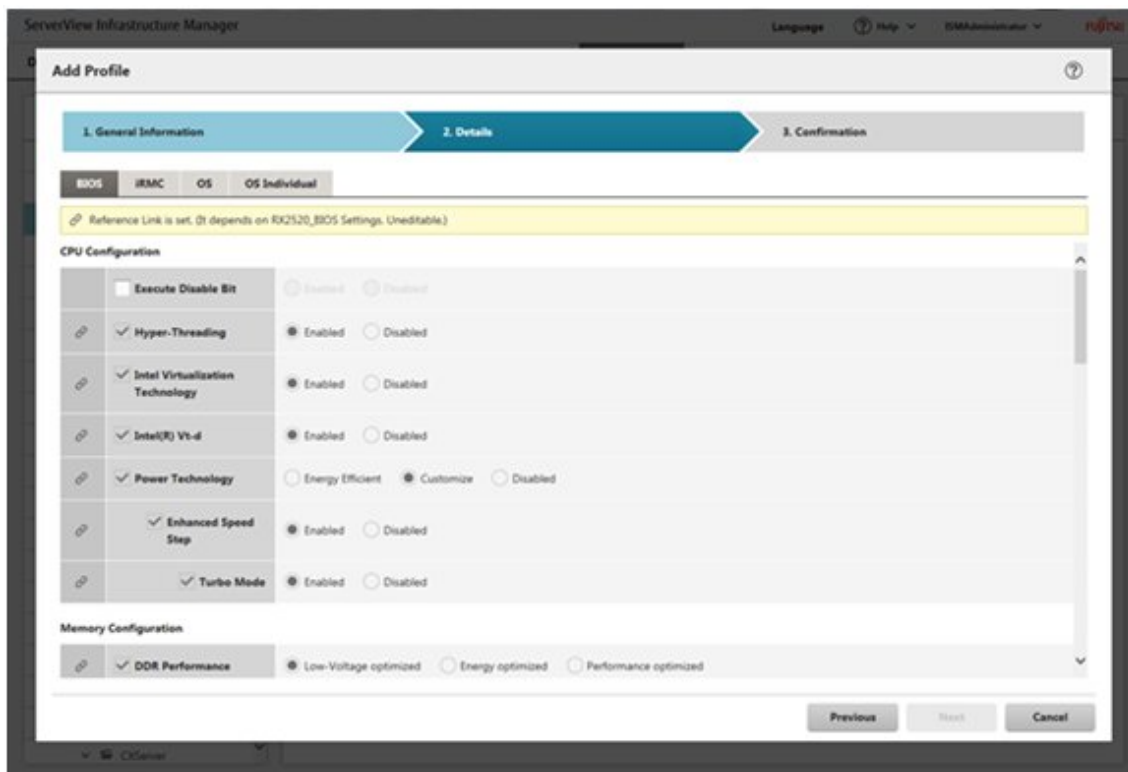 ServerView Infrastructure Manager
Language Help ISMAdministrator FUJITSU
Add Profile
1. General Information 2. Details 3. Confirmation
BIOS iRMC OS OS Individual
Reference Link is set. (It depends on RX2520_BIOS Settings. Uneditable.)
CPU Configuration
Execute Disable Bit Enabled Disabled
Hyper-Threading Enabled Disabled
Intel Virtualization
Technology Enabled Disabled
Intel(R) Vt-d Enabled Disabled
Power Technology Energy Efficient Customize Disabled
Enhanced Speed
Step Enabled Disabled
Turbo Mode Enabled Disabled
Memory Configuration
DDR Performance Low-Voltage optimized Energy optimized Performance optimized
Previous Next Cancel
CXServer